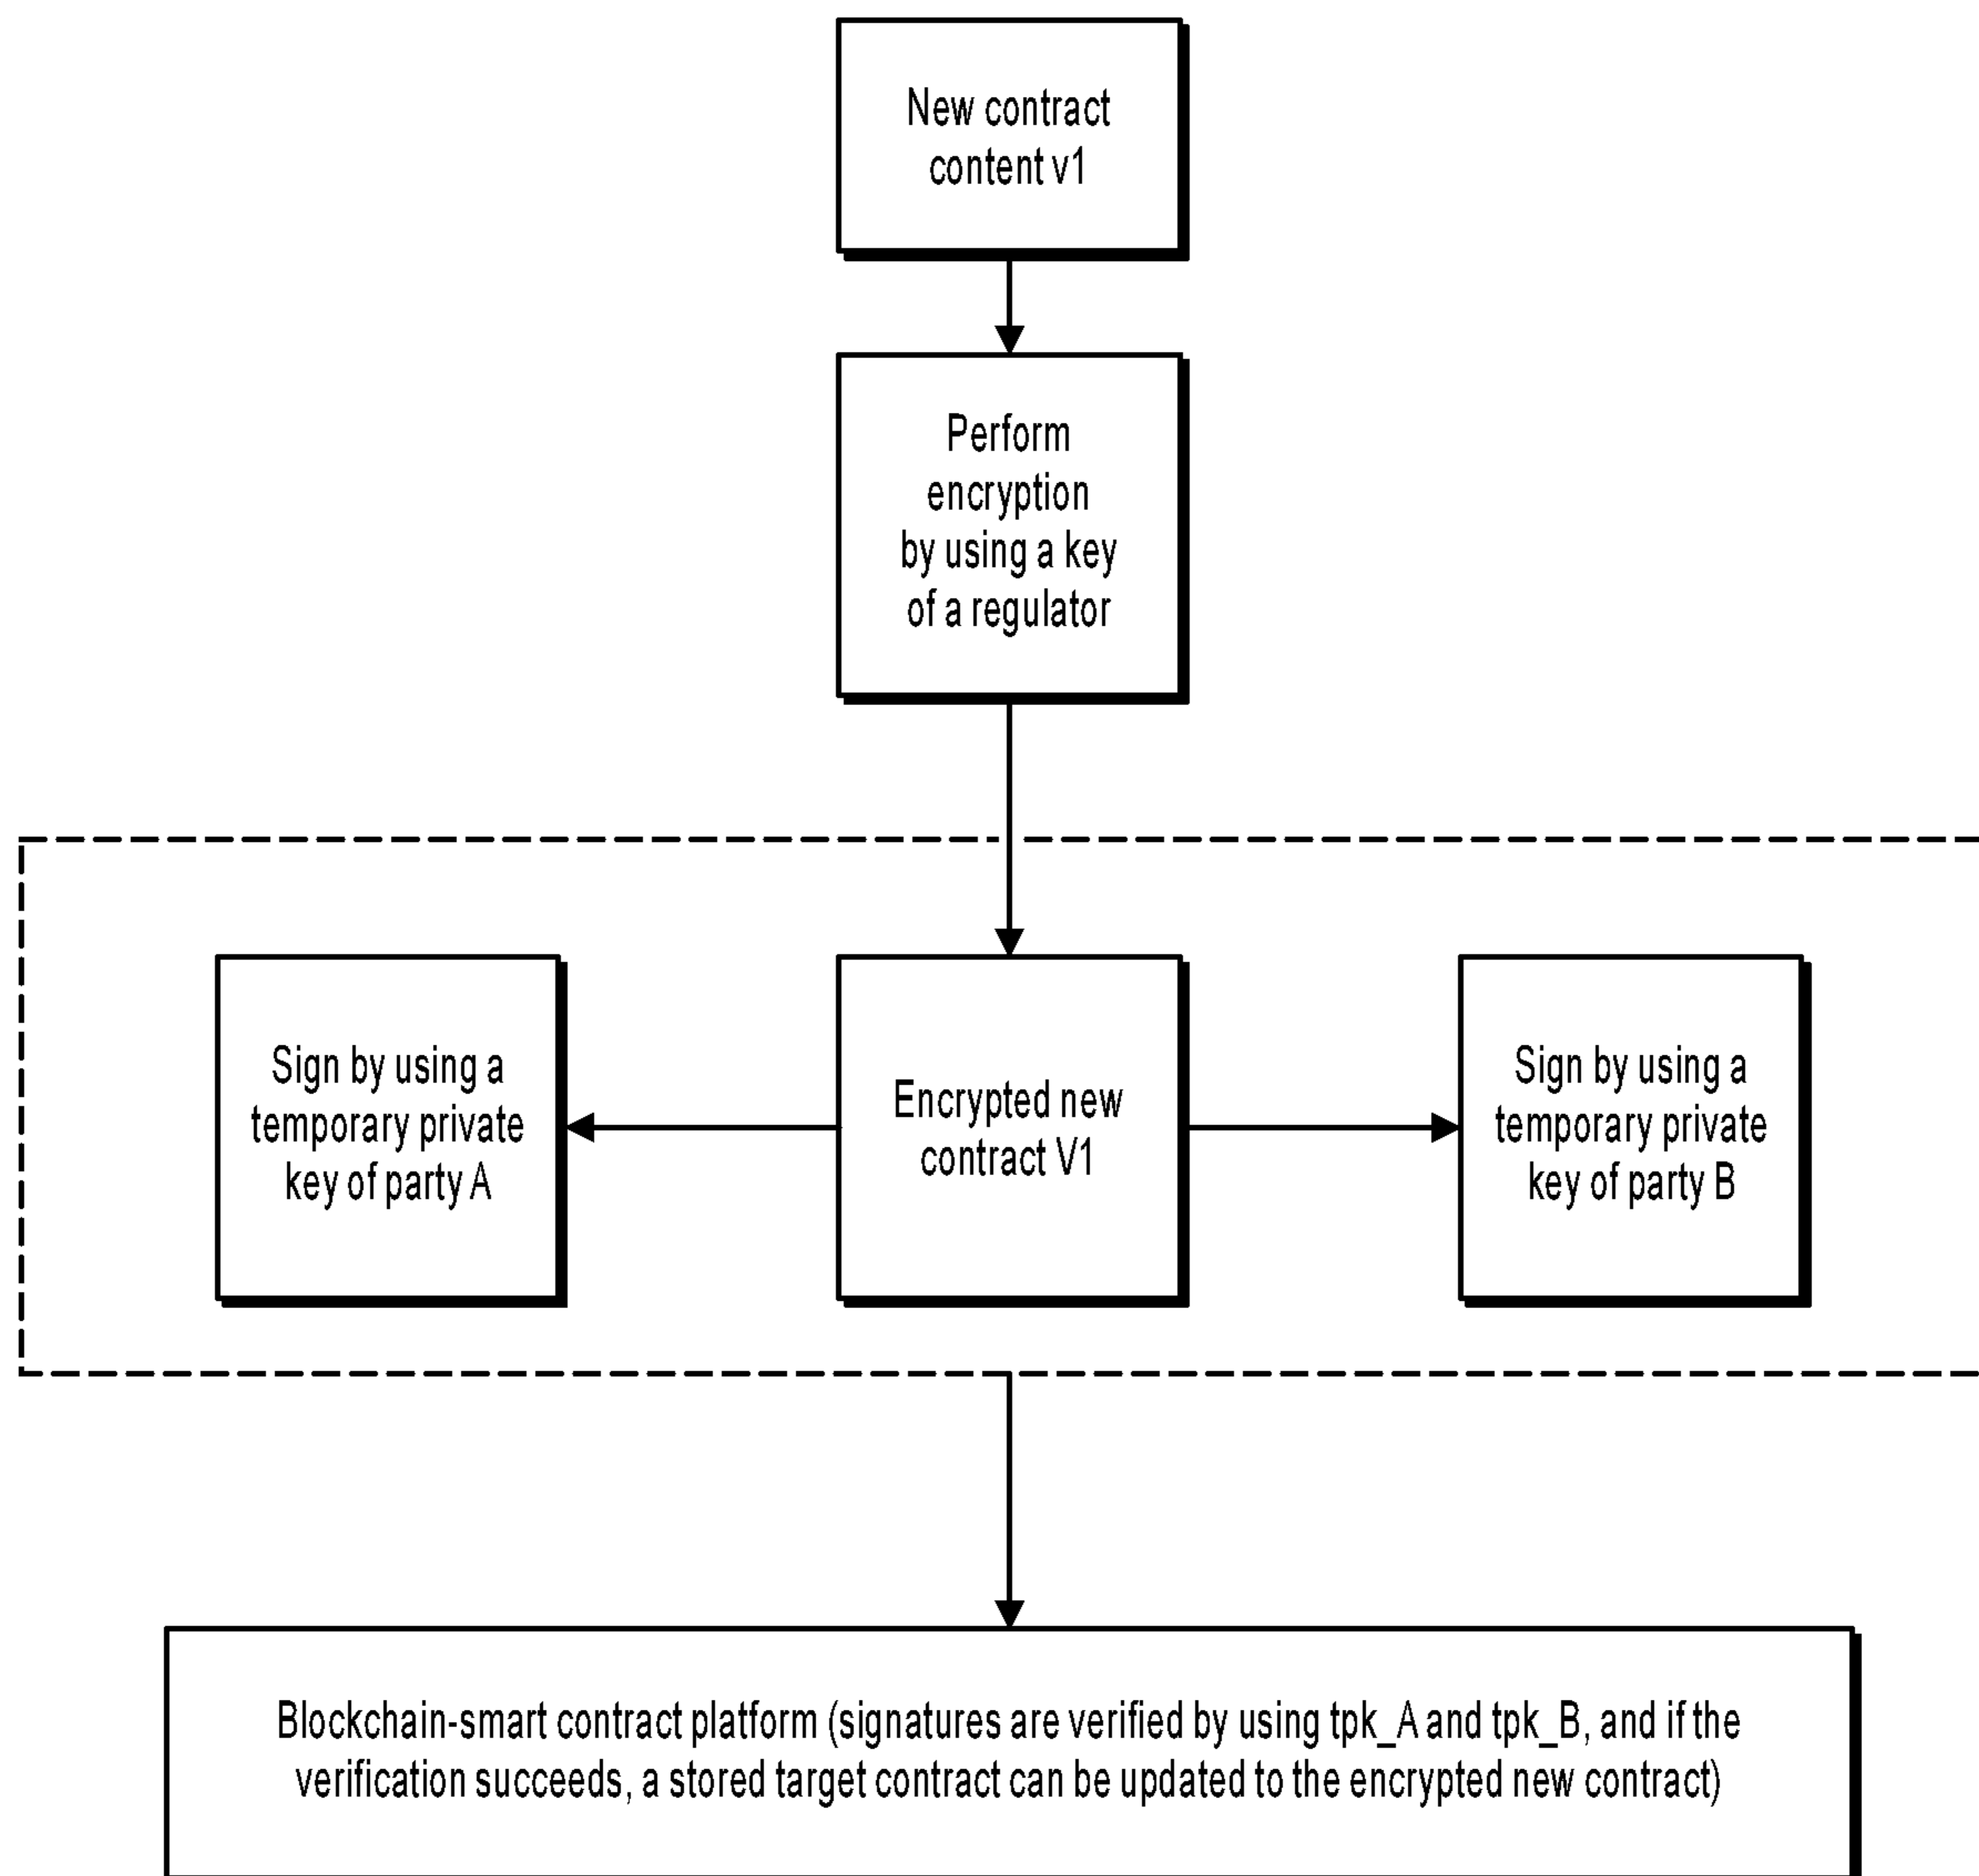 New contract
content v1
Perform
encryption
by using a key
of a regulator
Sign by using a
temporary private
key of party A
Encrypted new
contract V1
Sign by using a
temporary private
key of party B
Blockchain-smart contract platform (signatures are verified by using tpk_A and tpk_B, and if the
verification succeeds, a stored target contract can be updated to the encrypted new contract)